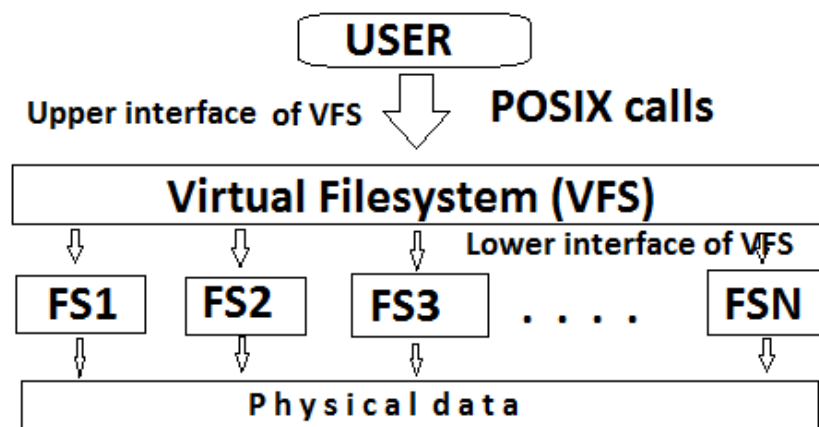 USER
Upper interface of VFS
POSIX calls
Virtual Filesystem (VFS)
Lower interface of VFS
FS1
FS2
FS3
. . . .
FSN
Physical data